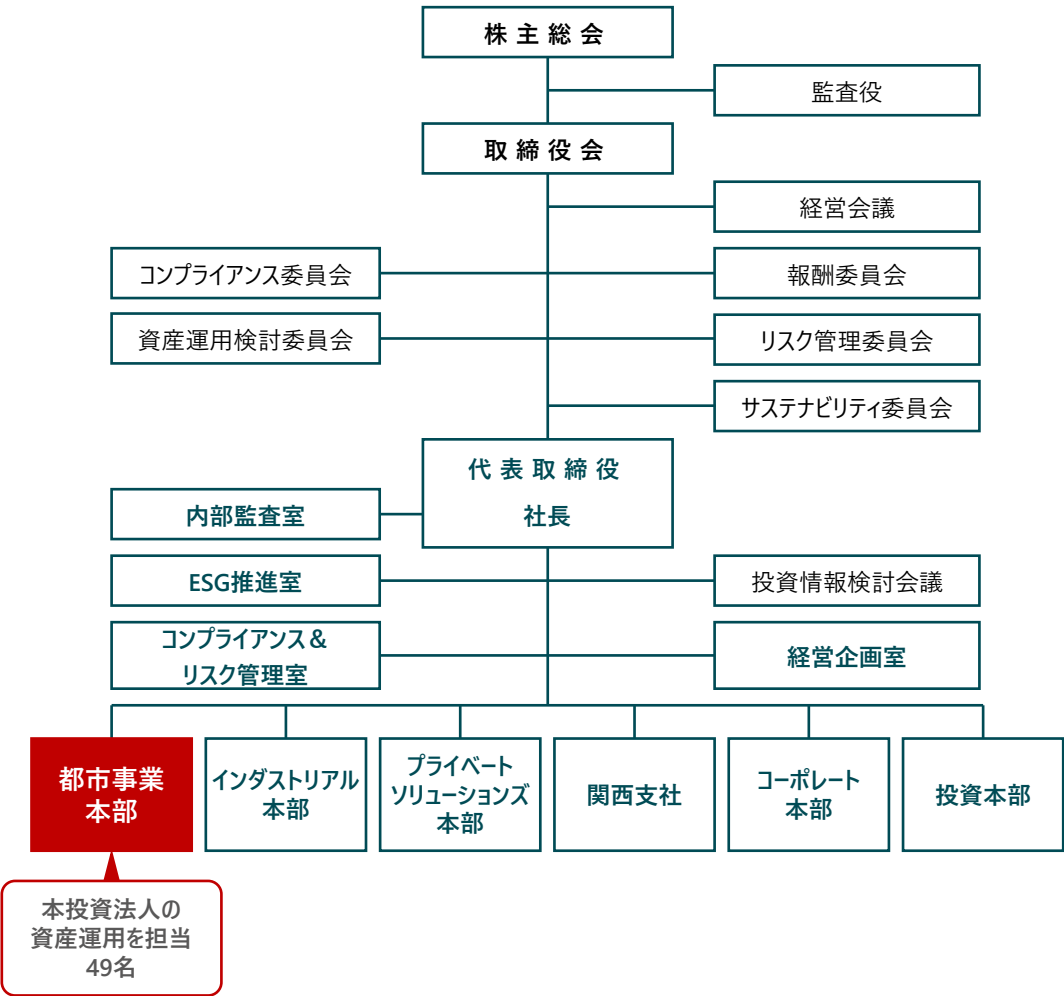 株主総会
監査役
取締役会
経営会議
コンプライアンス委員会
報酬委員会
資産運用検討委員会
リスク管理委員会
サステナビリティ委員会
代表取締役
社長
内部監査室
ESG推進室
投資情報検討会議
コンプライアンス＆
リスク管理室
経営企画室
都市事業
本部
インダストリアル
本部
プライベート
ソリューションズ
本部
関西支社
コーポレート
本部
投資本部
本投資法人の
資産運用を担当
49名